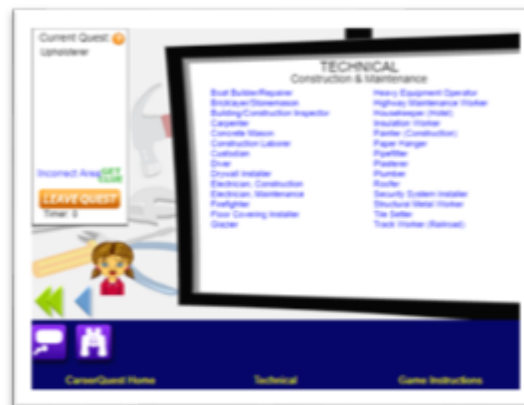 Current Quest:
Upholsterer
Incorrect Area
GET CLUE
LEAVE QUEST
Timer: 0
TECHNICAL
Construction & Maintenance
Boat Builder/Repairer
Bricklayer/Stonemason
Building/Construction Inspector
Carpenter
Concrete Mason
Construction Laborer
Custodian
Diver
Drywall Installer
Electrician, Construction
Electrician, Maintenance
Firefighter
Floor Covering Installer
Glazier
Heavy Equipment Operator
Highway Maintenance Worker
Housekeeper (Hotel)
Insulation Worker
Painter (Construction)
Paper Hanger
Pipefitter
Plasterer
Plumber
Roofer
Security System Installer
Structural Metal Worker
Tile Setter
Track Worker (Railroad)
CareerQuest Home
Technical
Game Instructions